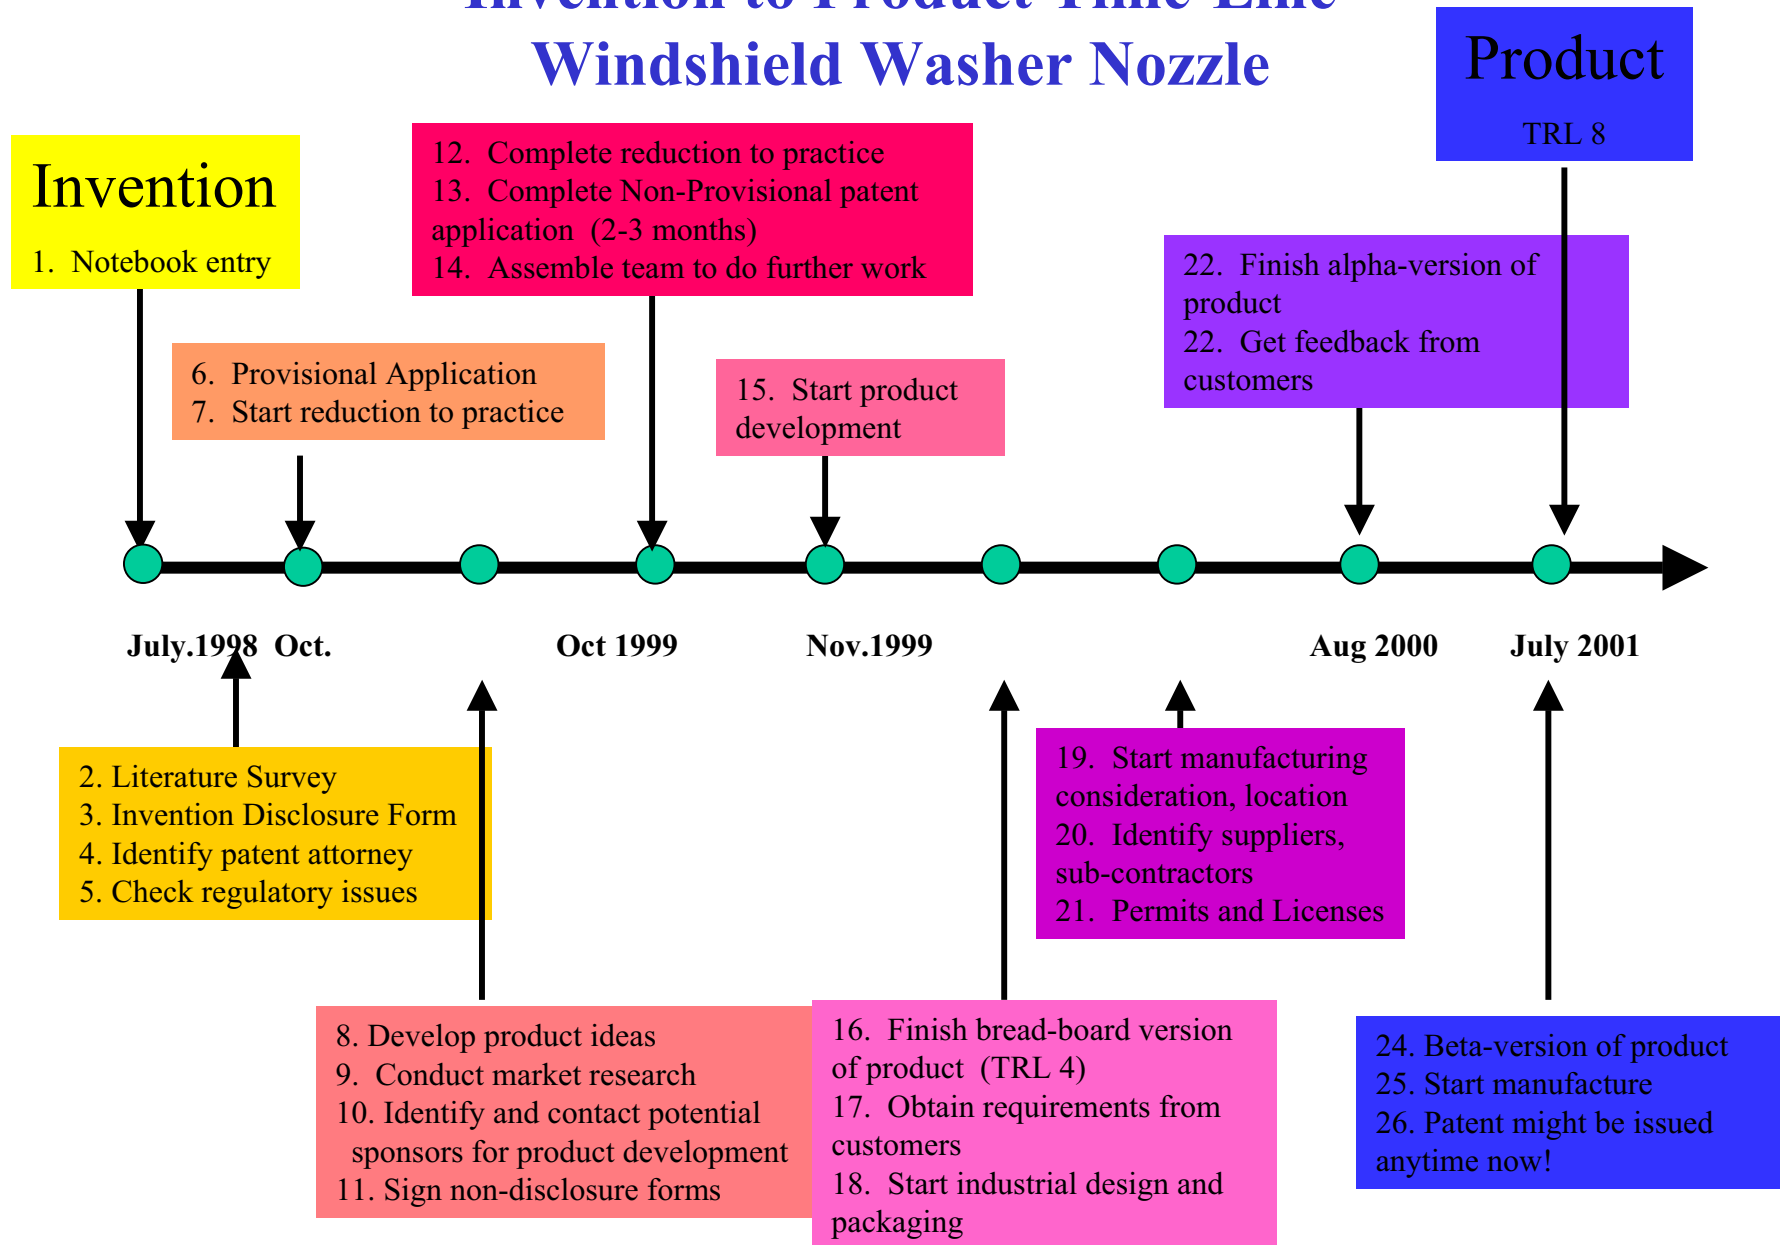 Invention to Product Time Line
Windshield Washer Nozzle
Product
TRL 8
Invention
1. Notebook entry
12. Complete reduction to practice
13. Complete Non-Provisional patent
application (2-3 months)
14. Assemble team to do further work
22. Finish alpha-version of
product
22. Get feedback from
customers
6. Provisional Application
7. Start reduction to practice
15. Start product
development
July.1998 Oct.
Oct 1999
Nov.1999
Aug 2000
July 2001
2. Literature Survey
3. Invention Disclosure Form
4. Identify patent attorney
5. Check regulatory issues
19. Start manufacturing
consideration, location
20. Identify suppliers,
sub-contractors
21. Permits and Licenses
8. Develop product ideas
9. Conduct market research
10. Identify and contact potential
sponsors for product development
11. Sign non-disclosure forms
16. Finish bread-board version
of product (TRL 4)
17. Obtain requirements from
customers
18. Start industrial design and
packaging
24. Beta-version of product
25. Start manufacture
26. Patent might be issued
anytime now!